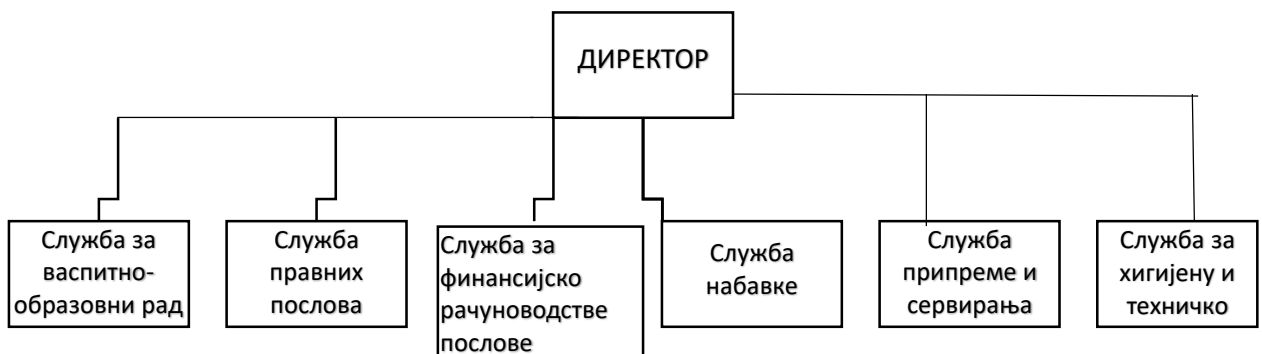 ДИРЕКТОР
Служба за
васпитно-
образовни рад
Служба
правних
послова
Служба за
финансијско
рачуноводстве
послове
Служба
набавке
Служба
припреме и
сервирања
Служба за
хигијену и
техничко